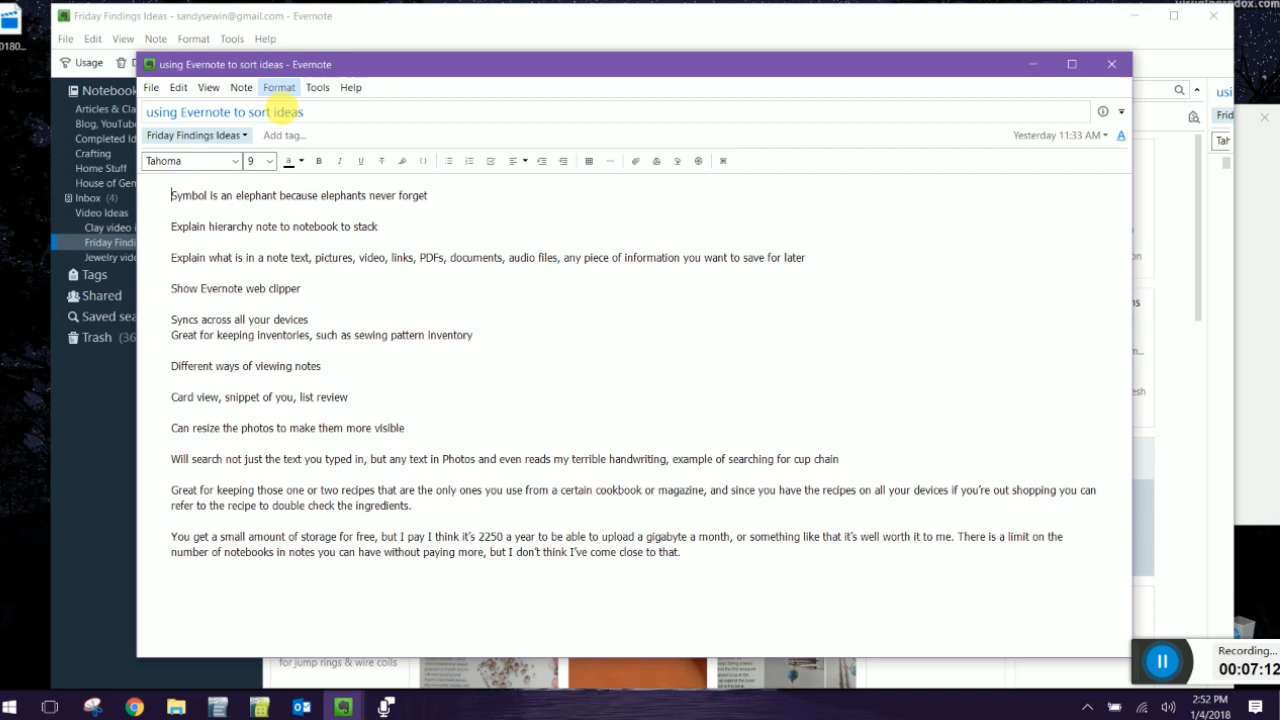 Friday Findings Ideas - sandysewin@gmail.com - Evernote
File Edit View Note Format Tools Help
Usage
Notebook
Articles & Cla
Blog, YouTube
Completed Id
Crafting
Home Stuff
House of Gen
Inbox (4)
Video Ideas
Clay video i
Friday Findi
Jewelry vide
Tags
Shared
Saved sea
Trash (36
using Evernote to sort ideas - Evernote
File Edit View Note Format Tools Help
using Evernote to sort ideas
Friday Findings Ideas Add tag... Yesterday 11:33 AM
Tahoma 9
Symbol is an elephant because elephants never forget
Explain hierarchy note to notebook to stack
Explain what is in a note text, pictures, video, links, PDFs, documents, audio files, any piece of information you want to save for later
Show Evernote web clipper
Syncs across all your devices
Great for keeping inventories, such as sewing pattern inventory
Different ways of viewing notes
Card view, snippet of you, list review
Can resize the photos to make them more visible
Will search not just the text you typed in, but any text in Photos and even reads my terrible handwriting, example of searching for cup chain
Great for keeping those one or two recipes that are the only ones you use from a certain cookbook or magazine, and since you have the recipes on all your devices if you're out shopping you can
refer to the recipe to double check the ingredients.
You get a small amount of storage for free, but I pay I think it's 2250 a year to be able to upload a gigabyte a month, or something like that it's well worth it to me. There is a limit on the
number of notebooks in notes you can have without paying more, but I don't think I've come close to that.
for jump rings & wire coils
Recording...
00:07:12
2:52 PM
1/4/2018